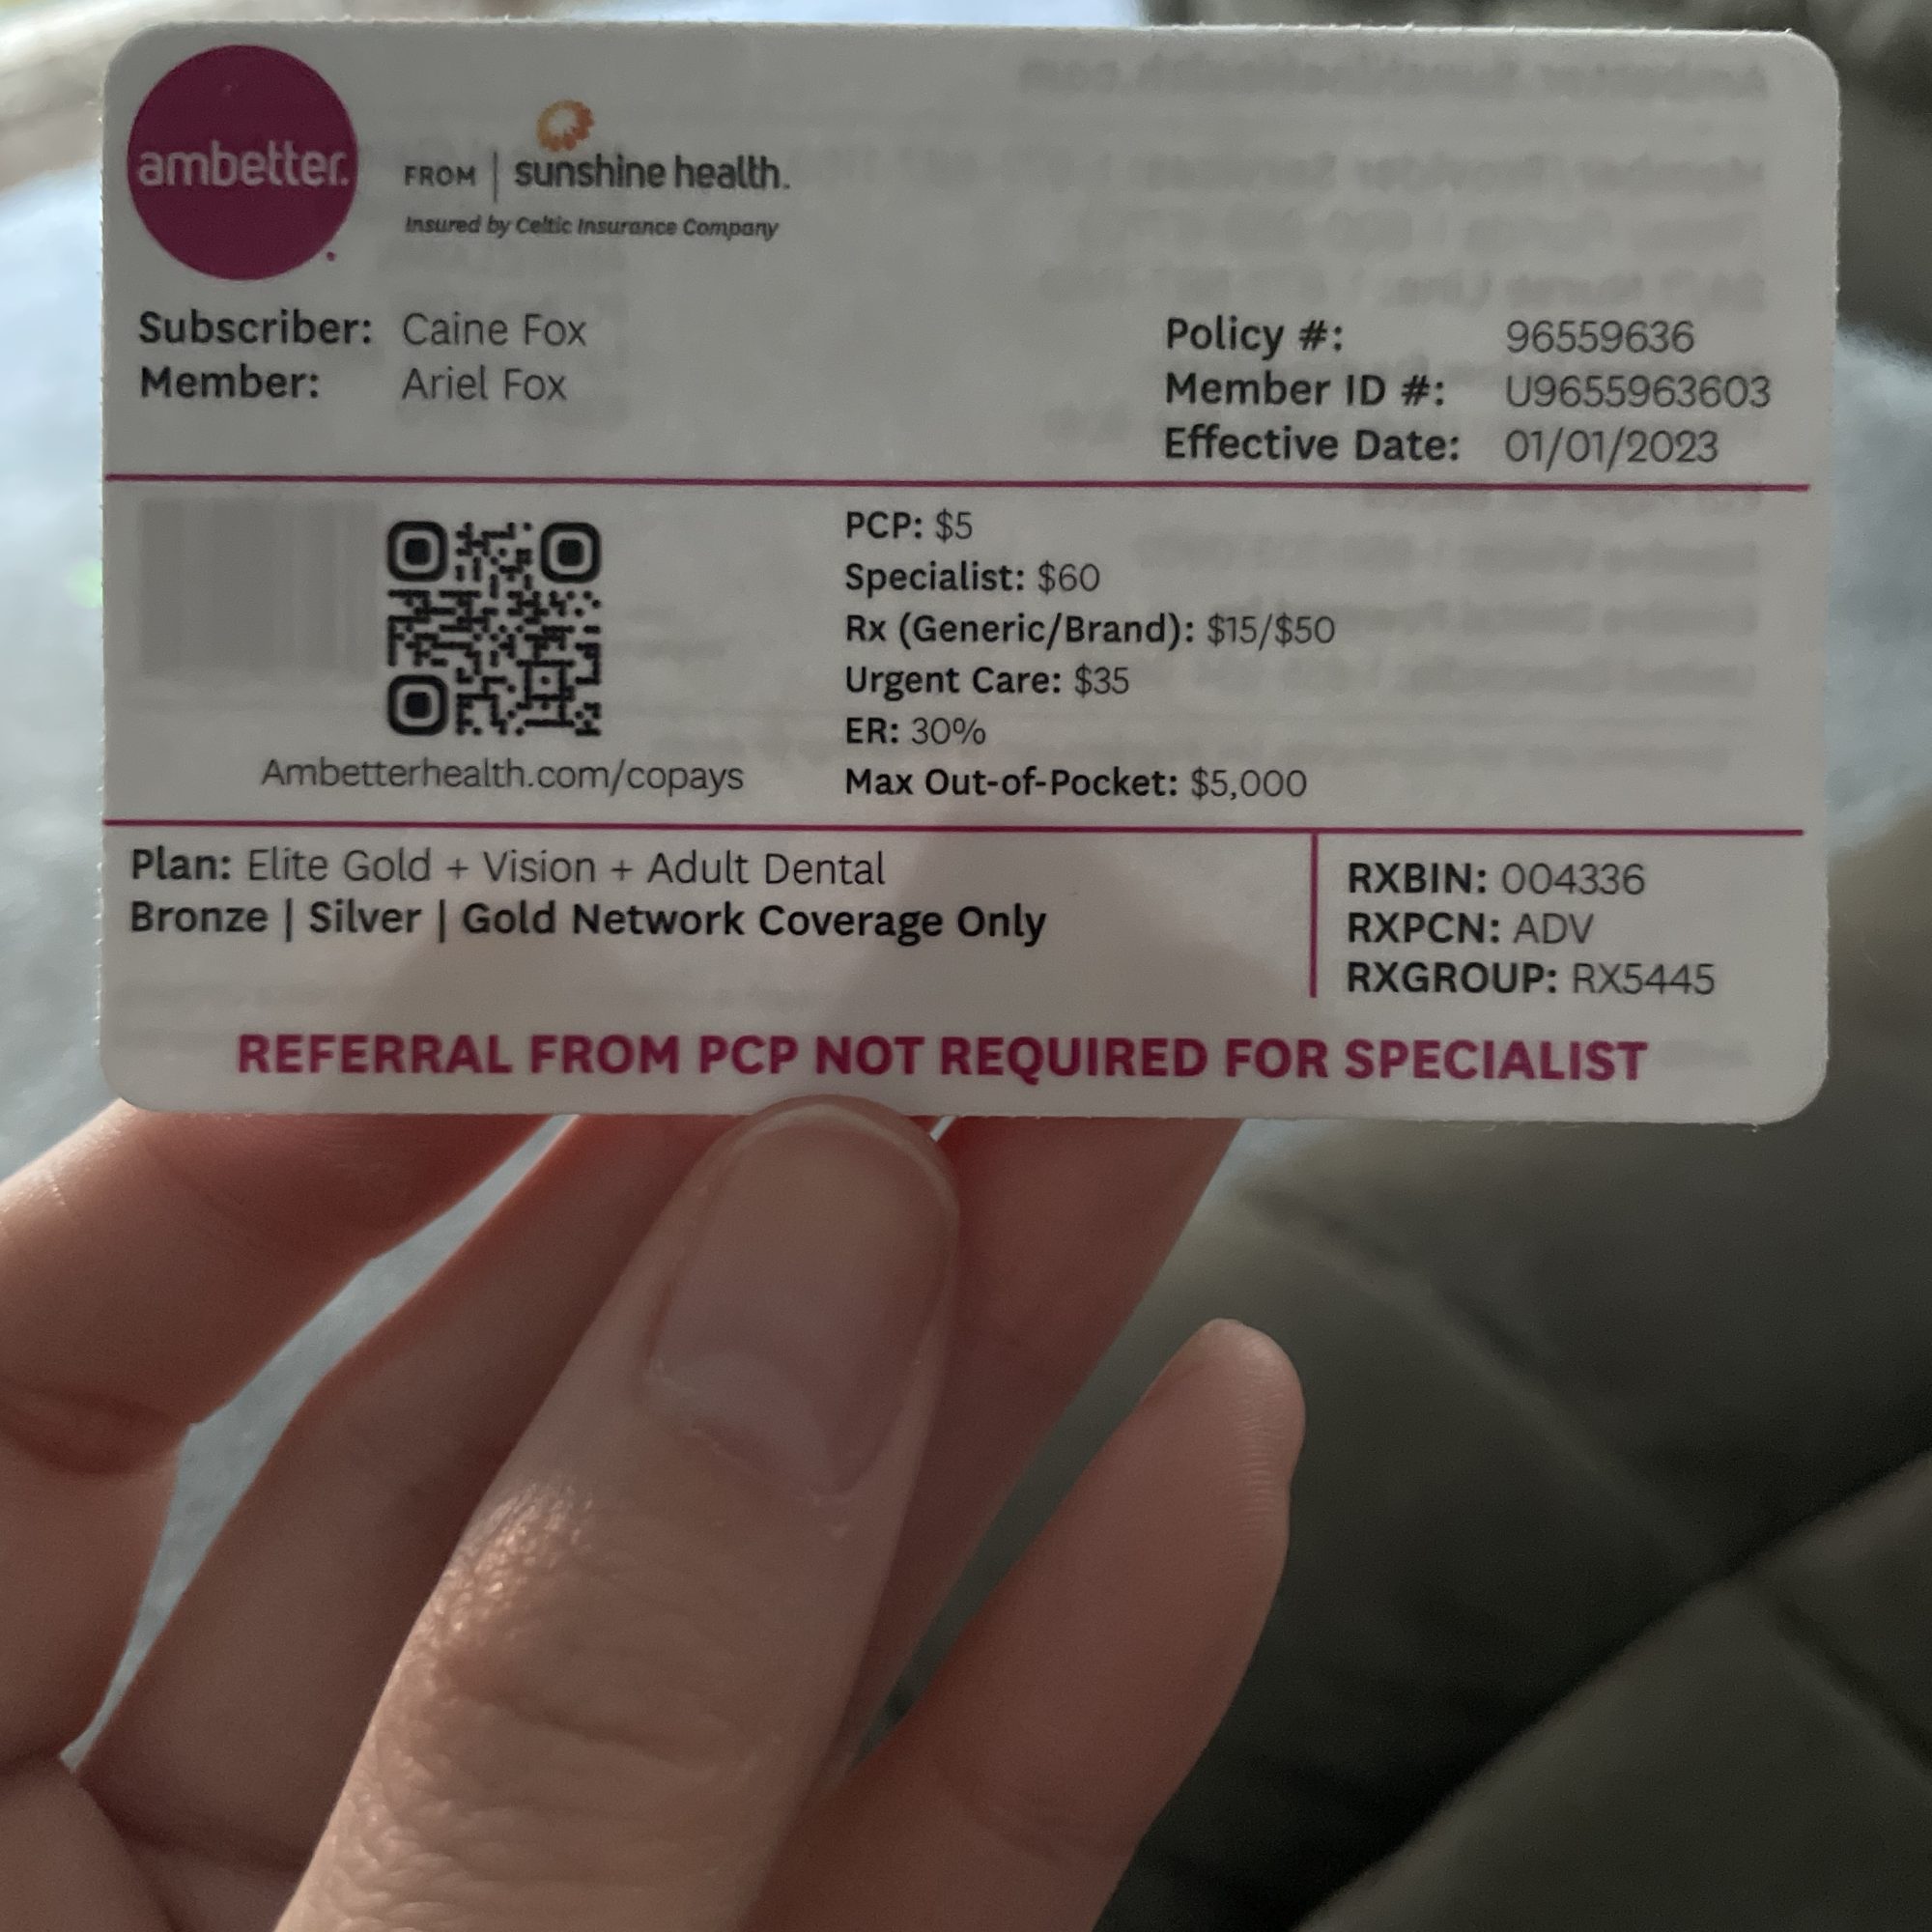 ambetter.
FROM | sunshine health.
Insured by Celtic Insurance Company
Subscriber: Caine Fox
Member: Ariel Fox
Policy #: 96559636
Member ID #: U9655963603
Effective Date: 01/01/2023
Ambetterhealth.com/copays
PCP: $5
Specialist: $60
Rx (Generic/Brand): $15/$50
Urgent Care: $35
ER: 30%
Max Out-of-Pocket: $5,000
Plan: Elite Gold + Vision + Adult Dental
Bronze | Silver | Gold Network Coverage Only
RXBIN: 004336
RXPCN: ADV
RXGROUP: RX5445
REFERRAL FROM PCP NOT REQUIRED FOR SPECIALIST